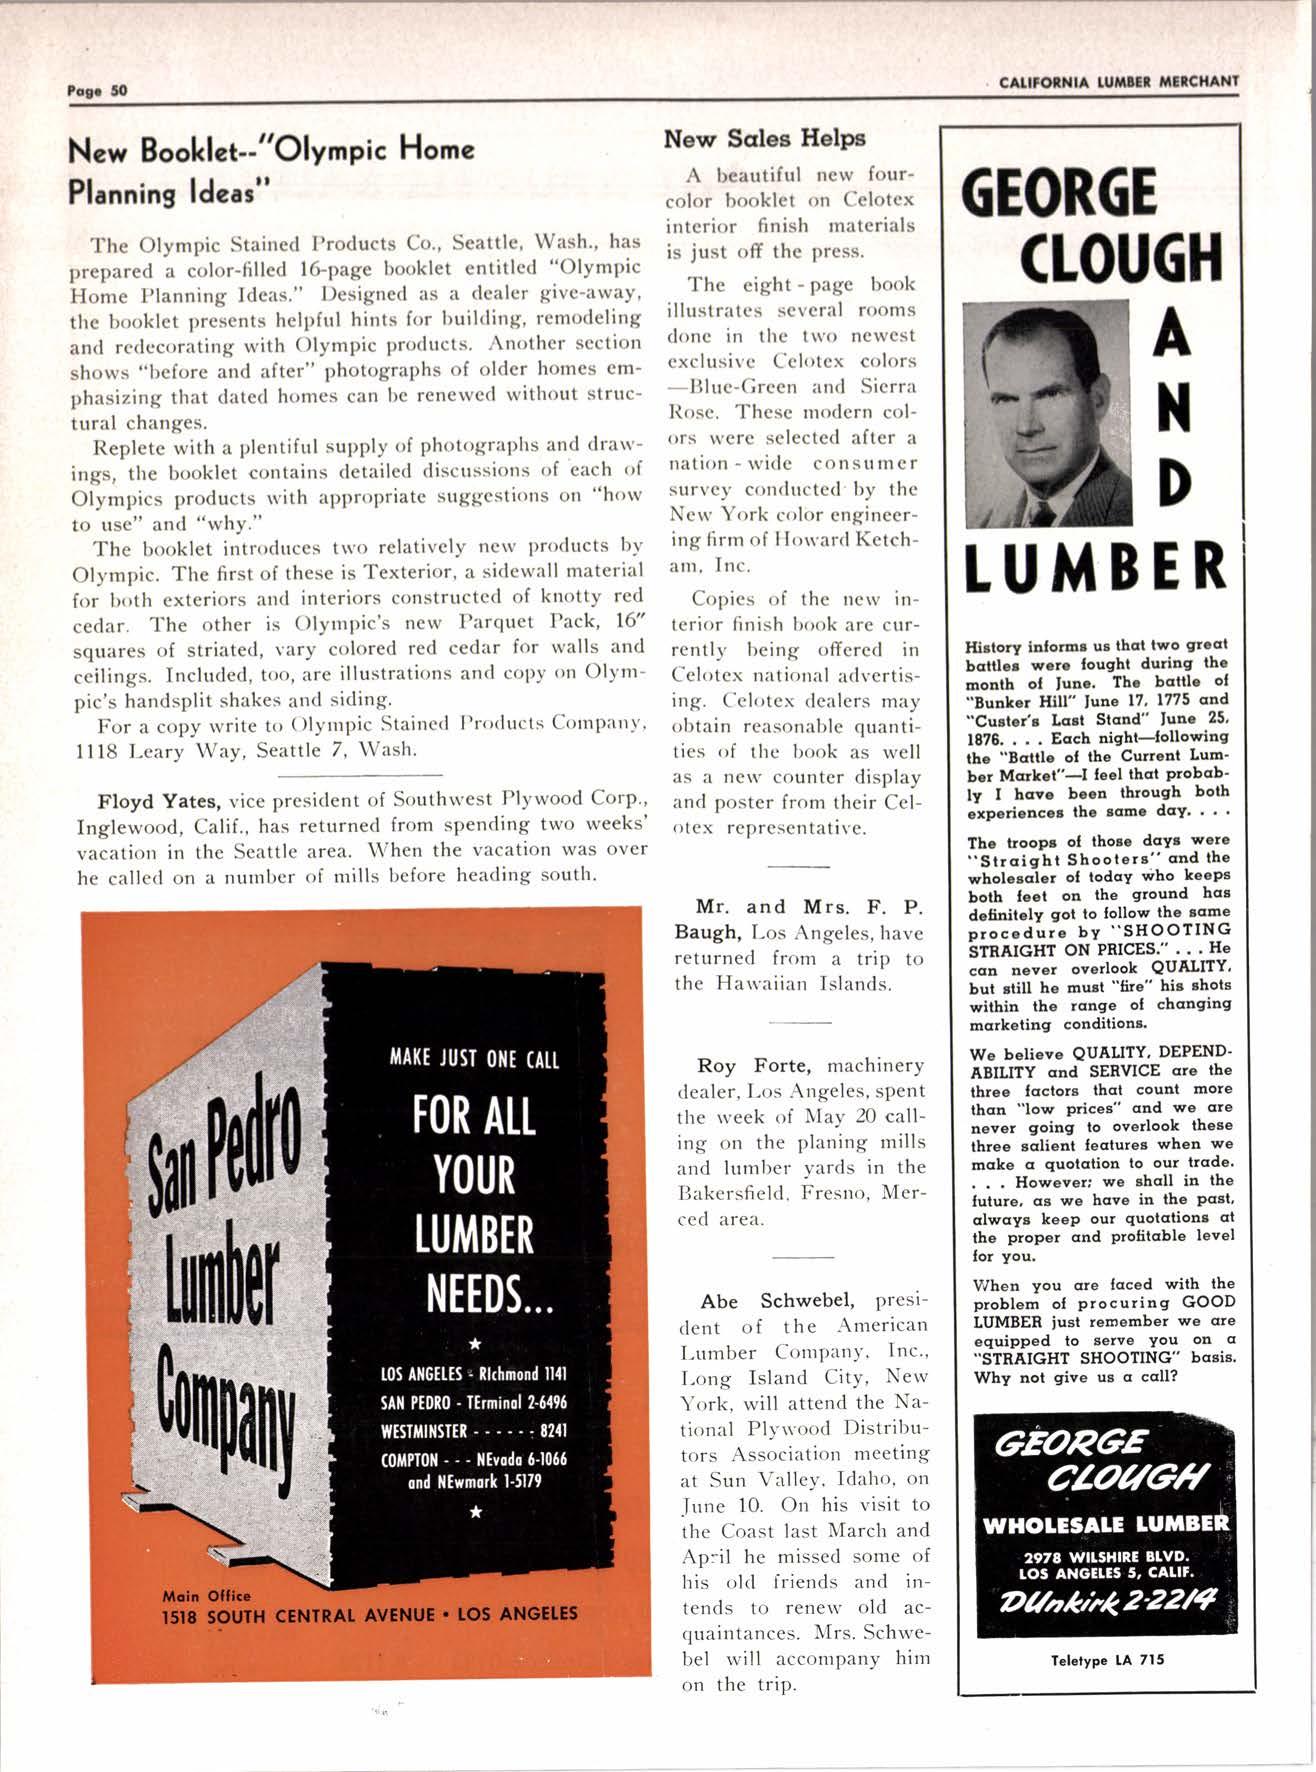 Page 50
CALIFORNIA LUMBER MERCHANT
New Booklet--"Olympic Home
Planning Ideas"
The Olympic Stained Products Co., Seattle, Wash., has
prepared a color-filled 16-page booklet entitled "Olympic
Home Planning Ideas." Designed as a dealer give-away,
the booklet presents helpful hints for building, remodeling
and redecorating with Olympic products. Another section
shows "before and after" photographs of older homes em-
phasizing that dated homes can be renewed without struc-
tural changes.
Replete with a plentiful supply of photographs and draw-
ings, the booklet contains detailed discussions of each of
Olympics products with appropriate suggestions on "how
to use" and "why."
The booklet introduces two relatively new products by
Olympic. The first of these is Texterior, a sidewall material
for both exteriors and interiors constructed of knotty red
cedar. The other is Olympic's new Parquet Pack, 16"
squares of striated, vary colored red cedar for walls and
ceilings. Included, too, are illustrations and copy on Olym-
pic's handsplit shakes and siding.
For a copy write to Olympic Stained Products Company,
1118 Leary Way, Seattle 7, Wash.
Floyd Yates, vice president of Southwest Plywood Corp.,
Inglewood, Calif., has returned from spending two weeks'
vacation in the Seattle area. When the vacation was over
he called on a number of mills before heading south.
San Pedro
Lumber
Company
MAKE JUST ONE CALL
FOR ALL
YOUR
LUMBER
NEEDS...
★
LOS ANGELES - RIchmond 1141
SAN PEDRO - TErminal 2-6496
WESTMINSTER - - - - - - 8241
COMPTON - - - NEvada 6-1066
and NEwmark 1-5179
★
Main Office
1518 SOUTH CENTRAL AVENUE • LOS ANGELES
New Sales Helps
A beautiful new four-
color booklet on Celotex
interior finish materials
is just off the press.
The eight - page book
illustrates several rooms
done in the two newest
exclusive Celotex colors
—Blue-Green and Sierra
Rose. These modern col-
ors were selected after a
nation - wide consumer
survey conducted by the
New York color engineer-
ing firm of Howard Ketch-
am, Inc.
Copies of the new in-
terior finish book are cur-
rently being offered in
Celotex national advertis-
ing. Celotex dealers may
obtain reasonable quanti-
ties of the book as well
as a new counter display
and poster from their Cel-
otex representative.
Mr. and Mrs. F. P.
Baugh, Los Angeles, have
returned from a trip to
the Hawaiian Islands.
Roy Forte, machinery
dealer, Los Angeles, spent
the week of May 20 call-
ing on the planing mills
and lumber yards in the
Bakersfield, Fresno, Mer-
ced area.
Abe Schwebel, presi-
dent of the American
Lumber Company, Inc.,
Long Island City, New
York, will attend the Na-
tional Plywood Distribu-
tors Association meeting
at Sun Valley, Idaho, on
June 10. On his visit to
the Coast last March and
April he missed some of
his old friends and in-
tends to renew old ac-
quaintances. Mrs. Schwe-
bel will accompany him
on the trip.
GEORGE
CLOUGH
AND
LUMBER
History informs us that two great
battles were fought during the
month of June. The battle of
"Bunker Hill" June 17, 1775 and
"Custer's Last Stand" June 25,
1876. . . . Each night—following
the "Battle of the Current Lum-
ber Market"—I feel that probab-
ly I have been through both
experiences the same day. . . .
The troops of those days were
"Straight Shooters" and the
wholesaler of today who keeps
both feet on the ground has
definitely got to follow the same
procedure by "SHOOTING
STRAIGHT ON PRICES." . . . He
can never overlook QUALITY,
but still he must "fire" his shots
within the range of changing
marketing conditions.
We believe QUALITY, DEPEND-
ABILITY and SERVICE are the
three factors that count more
than "low prices" and we are
never going to overlook these
three salient features when we
make a quotation to our trade.
. . . However; we shall in the
future, as we have in the past,
always keep our quotations at
the proper and profitable level
for you.
When you are faced with the
problem of procuring GOOD
LUMBER just remember we are
equipped to serve you on a
"STRAIGHT SHOOTING" basis.
Why not give us a call?
GEORGE
CLOUGH
WHOLESALE LUMBER
2978 WILSHIRE BLVD.
LOS ANGELES 5, CALIF.
DUnkirk 2-2214
Teletype LA 715